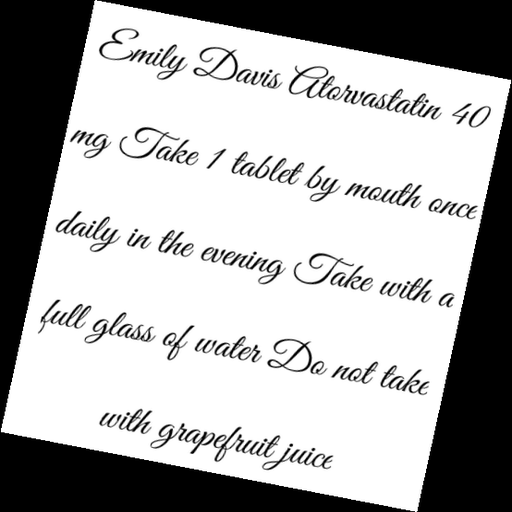 Emily Davis Atorvastatin 40
mg Take 1 tablet by mouth once
daily in the evening Take with a
full glass of water Do not take
with grapefruit juice